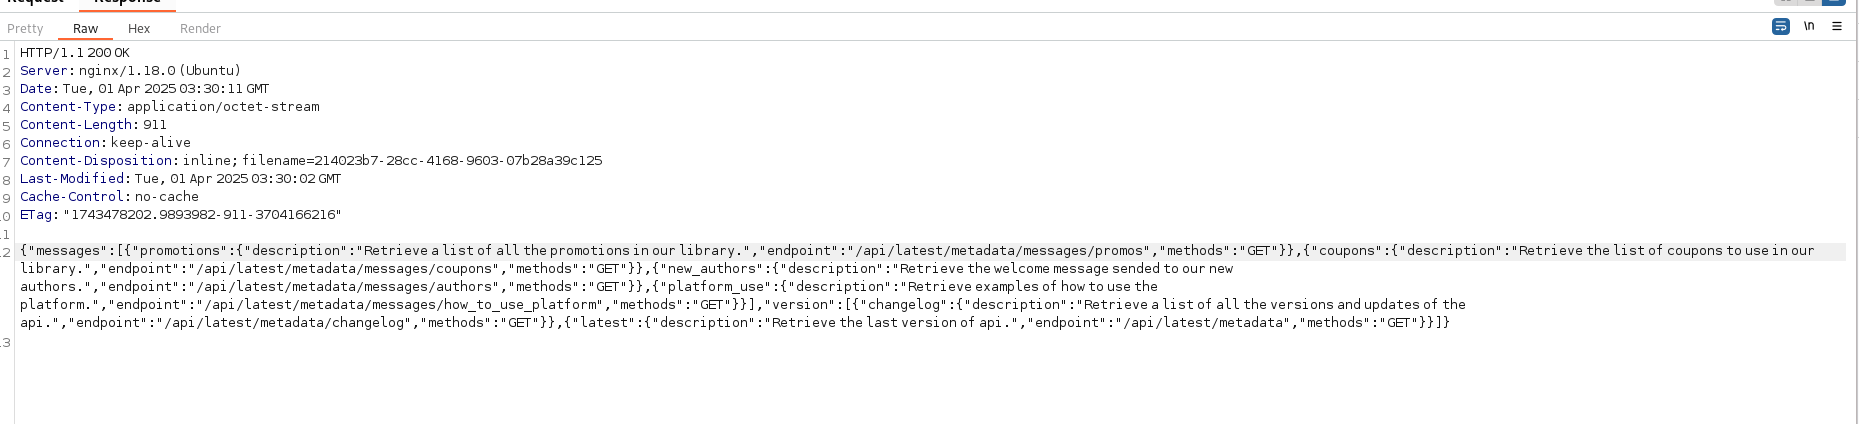 Request Response
Pretty Raw Hex Render \n
1 HTTP/1.1 200 OK
2 Server: nginx/1.18.0 (Ubuntu)
3 Date: Tue, 01 Apr 2025 03:30:11 GMT
4 Content-Type: application/octet-stream
5 Content-Length: 911
6 Connection: keep-alive
7 Content-Disposition: inline; filename=214023b7-28cc-4168-9603-07b28a39c125
8 Last-Modified: Tue, 01 Apr 2025 03:30:02 GMT
9 Cache-Control: no-cache
10 ETag: "1743478202.9893982-911-3704166216"
11
12 {"messages":[{"promotions":{"description":"Retrieve a list of all the promotions in our library.","endpoint":"/api/latest/metadata/messages/promos","methods":"GET"}},{"coupons":{"description":"Retrieve the list of coupons to use in our
library.","endpoint":"/api/latest/metadata/messages/coupons","methods":"GET"}},{"new_authors":{"description":"Retrieve the welcome message sended to our new
authors.","endpoint":"/api/latest/metadata/messages/authors","methods":"GET"}},{"platform_use":{"description":"Retrieve examples of how to use the
platform.","endpoint":"/api/latest/metadata/messages/how_to_use_platform","methods":"GET"}}],"version":[{"changelog":{"description":"Retrieve a list of all the versions and updates of the
api.","endpoint":"/api/latest/metadata/changelog","methods":"GET"}},{"latest":{"description":"Retrieve the last version of api.","endpoint":"/api/latest/metadata","methods":"GET"}}]}
13